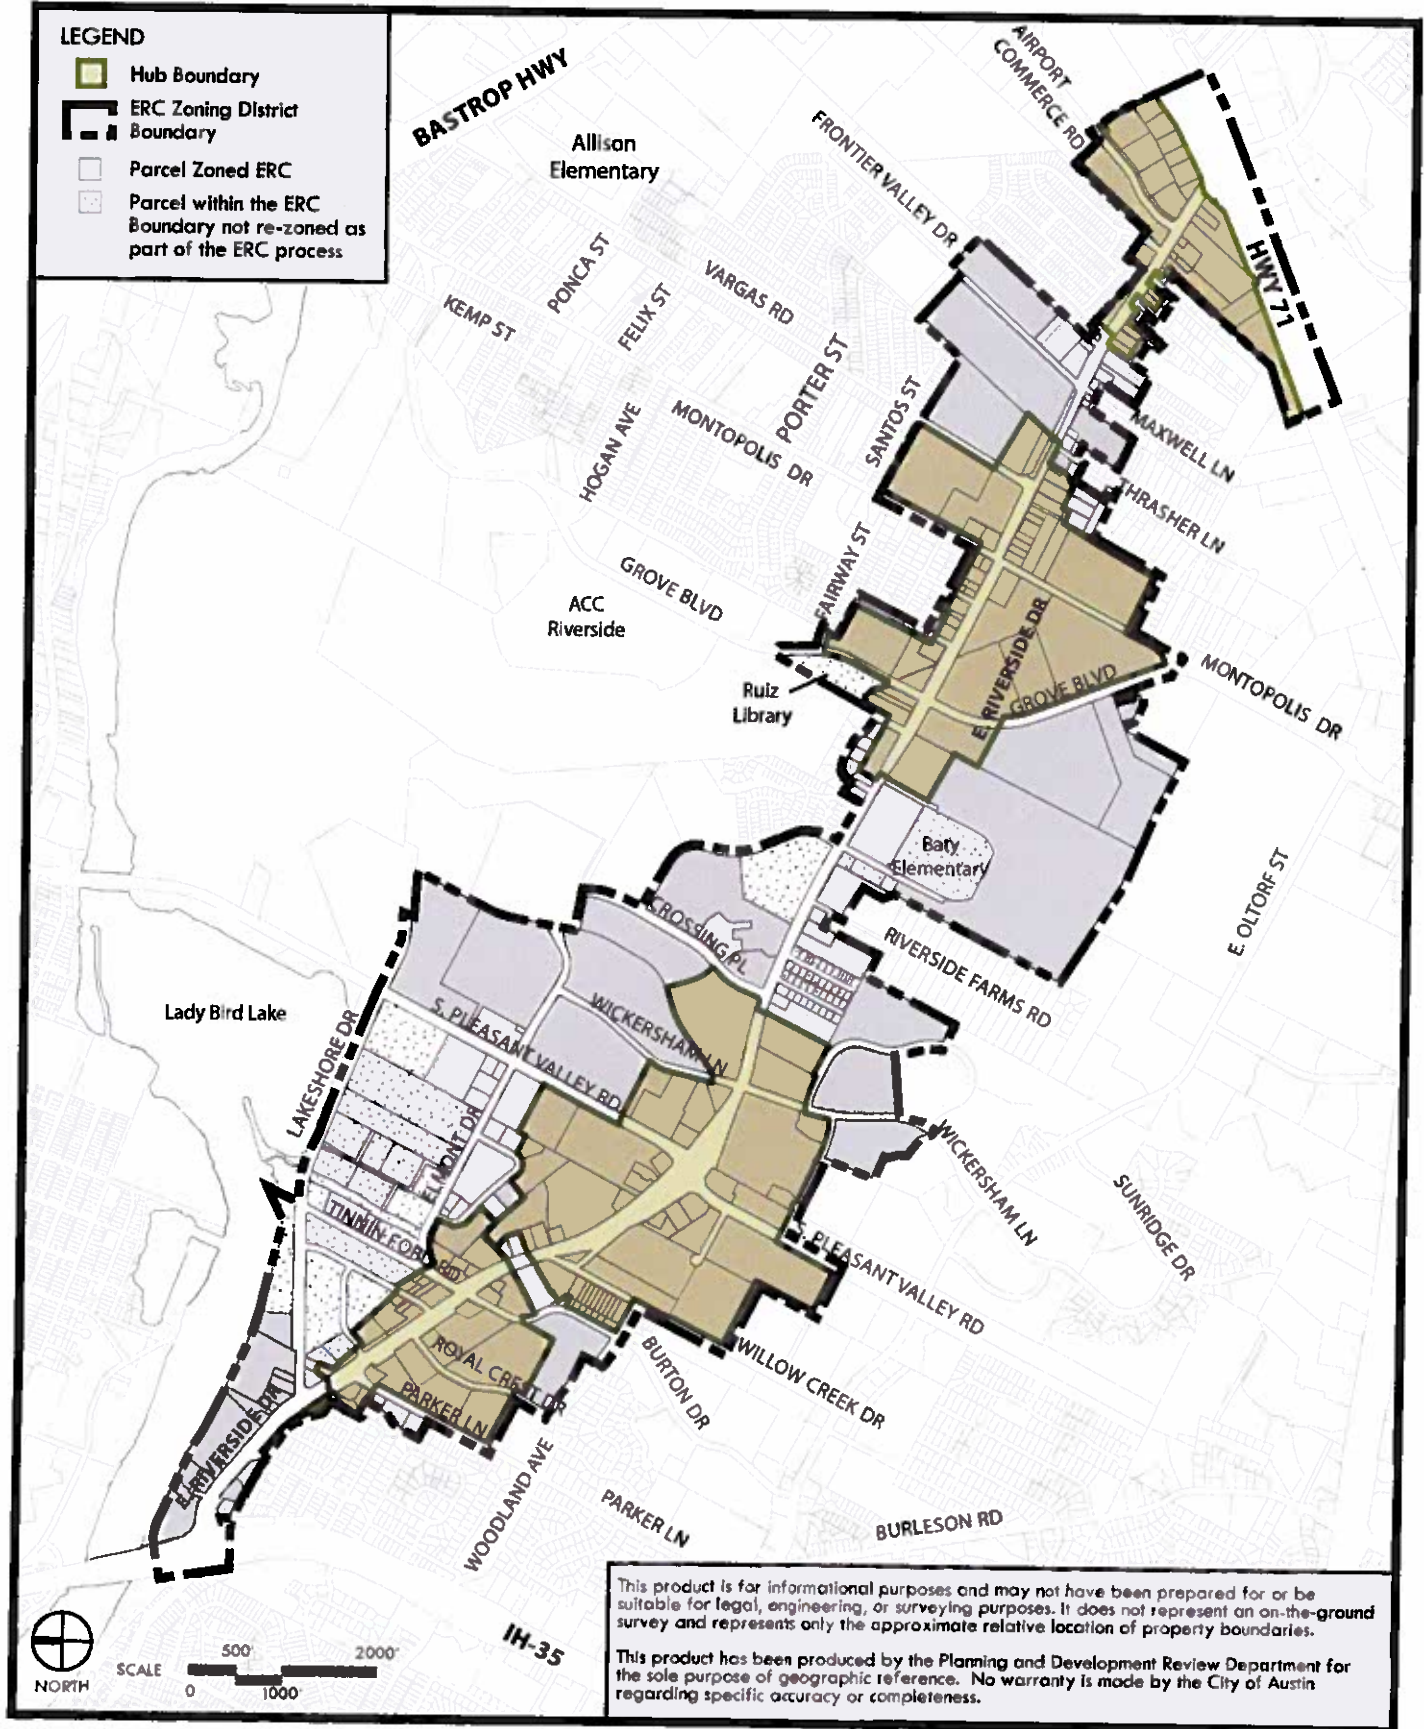 LEGEND
Hub Boundary
ERC Zoning District
Boundary
Parcel Zoned ERC
Parcel within the ERC
Boundary not re-zoned as
part of the ERC process
BASTROP HWY
AIRPORT
COMMERCE RD
Allison
Elementary
FRONTIER VALLEY DR
HWY 71
KEMP ST
PONCA ST
FELIX ST
VARGAS RD
PORTER ST
SANTOS ST
HOGAN AVE
MONTOPOLIS DR
MAXWELL LN
THRASHER LN
FAIRWAY ST
GROVE BLVD
ACC
Riverside
E. RIVERSIDE DR
GROVE BLVD
MONTOPOLIS DR
Ruiz
Library
Baty
Elementary
E. OLTORF ST
CROSSING PL
RIVERSIDE FARMS RD
Lady Bird Lake
LAKESHORE DR
S. PLEASANT VALLEY RD
WICKERSHAM LN
ELMONT DR
TINNIN FORD RD
WICKERSHAM LN
SUNRIDGE DR
S. PLEASANT VALLEY RD
WILLOW CREEK DR
BURTON DR
ROYAL CREST DR
PARKER LN
E. RIVERSIDE DR
WOODLAND AVE
PARKER LN
BURLESON RD
IH-35
NORTH
SCALE
500'
2000'
0
1000'
This product is for informational purposes and may not have been prepared for or be
suitable for legal, engineering, or surveying purposes. It does not represent an on-the-ground
survey and represents only the approximate relative location of property boundaries.
This product has been produced by the Planning and Development Review Department for
the sole purpose of geographic reference. No warranty is made by the City of Austin
regarding specific accuracy or completeness.